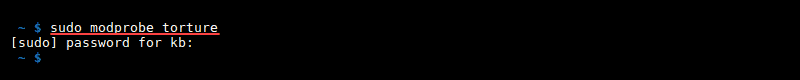 ~ $ sudo modprobe torture
[sudo] password for kb:
~ $